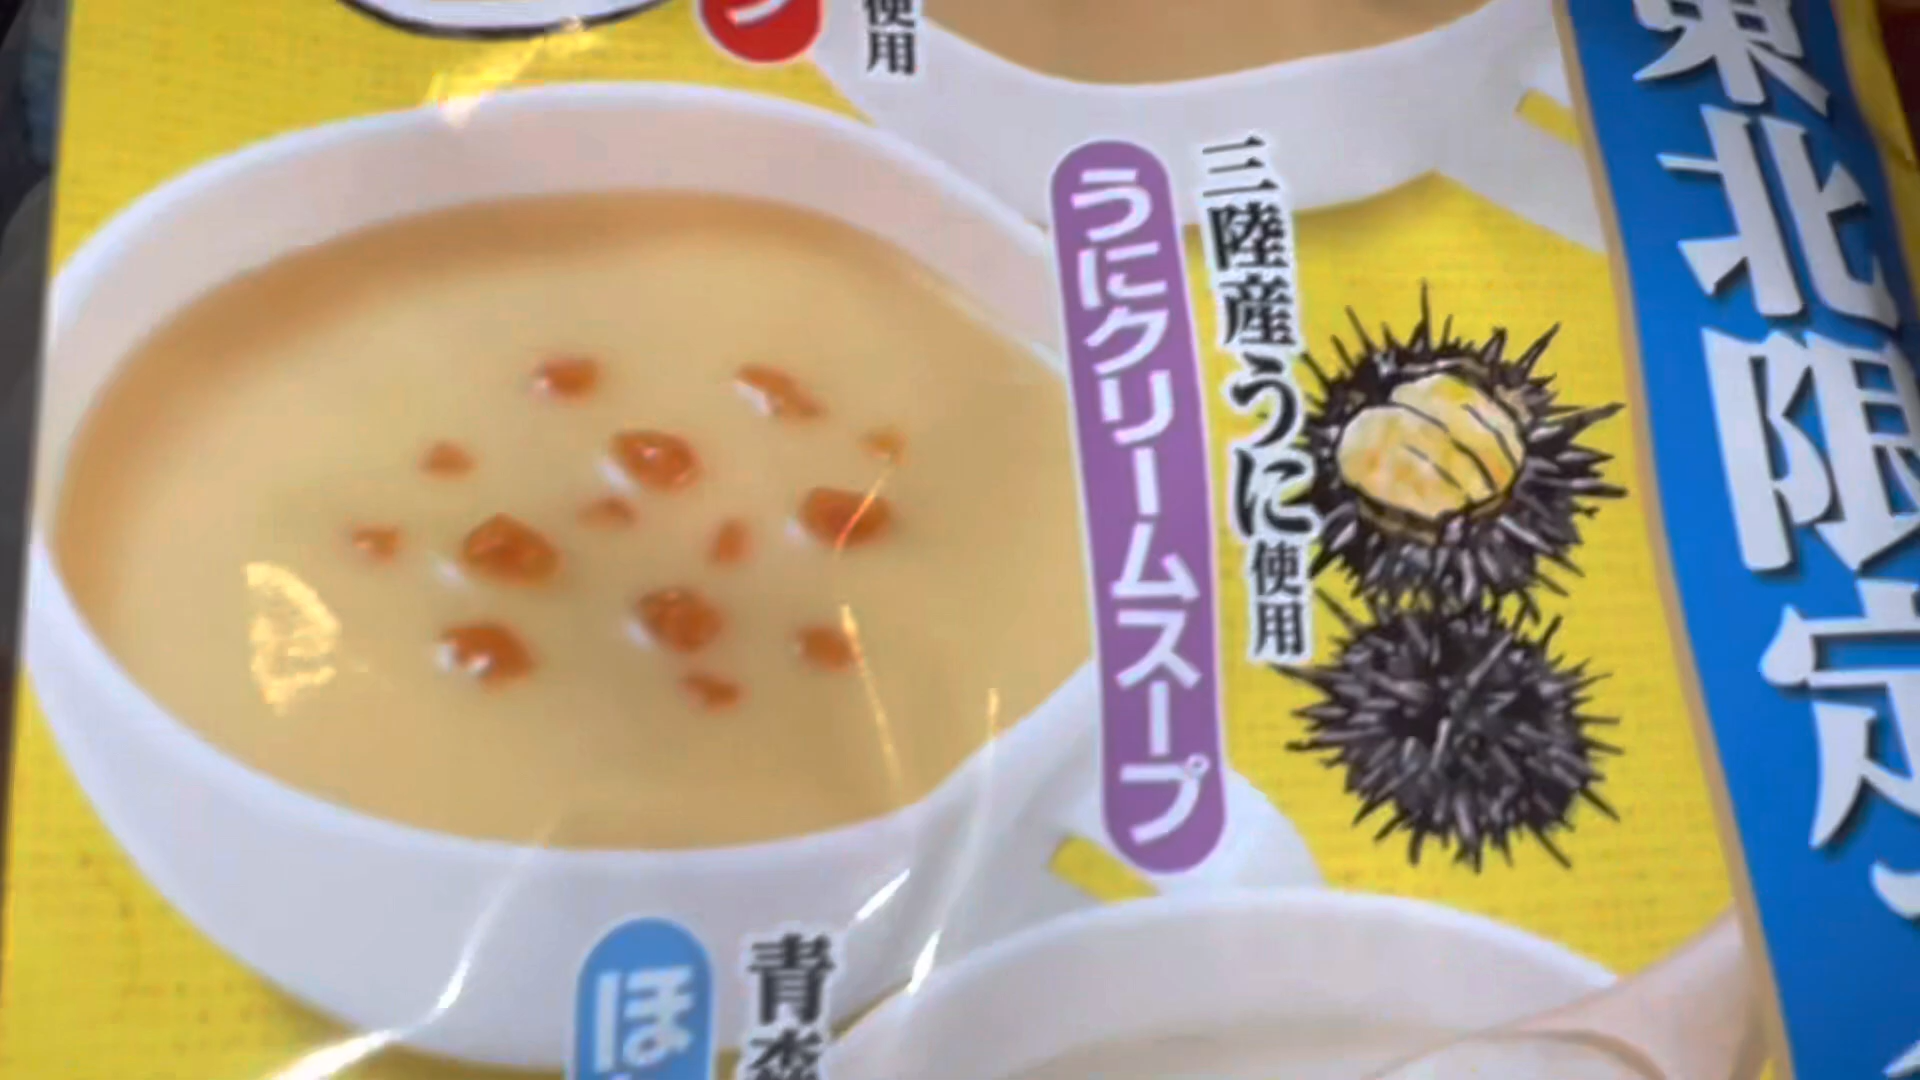 東北限定
使用
三陸産うに使用
うにクリームスープ
青森
ほ